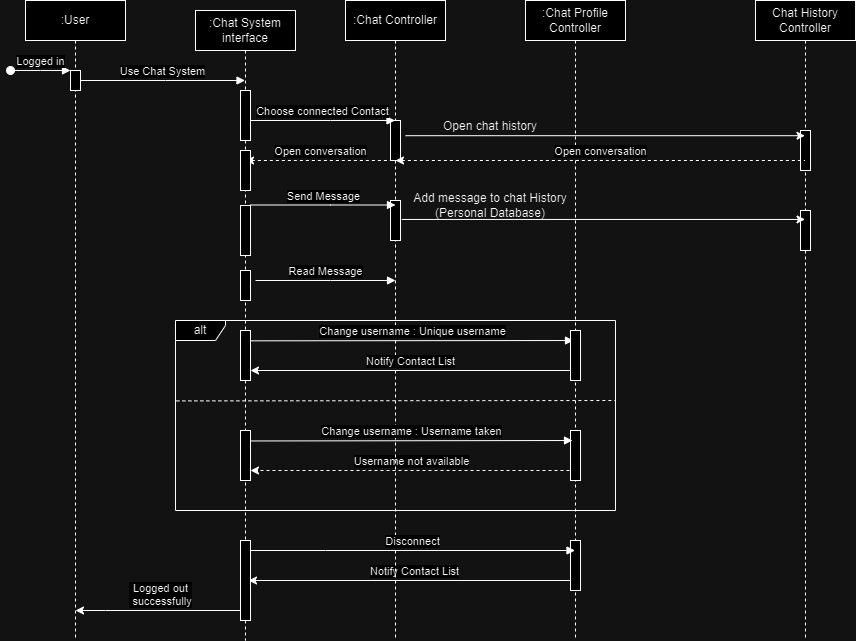 :User
:Chat System
interface
:Chat Controller
:Chat Profile
Controller
Chat History
Controller
Logged in
Use Chat System
Choose connected Contact
Open chat history
Open conversation
Open conversation
Send Message
Add message to chat History
(Personal Database)
Read Message
alt
Change username : Unique username
Notify Contact List
Change username : Username taken
Username not available
Disconnect
Notify Contact List
Logged out
successfully